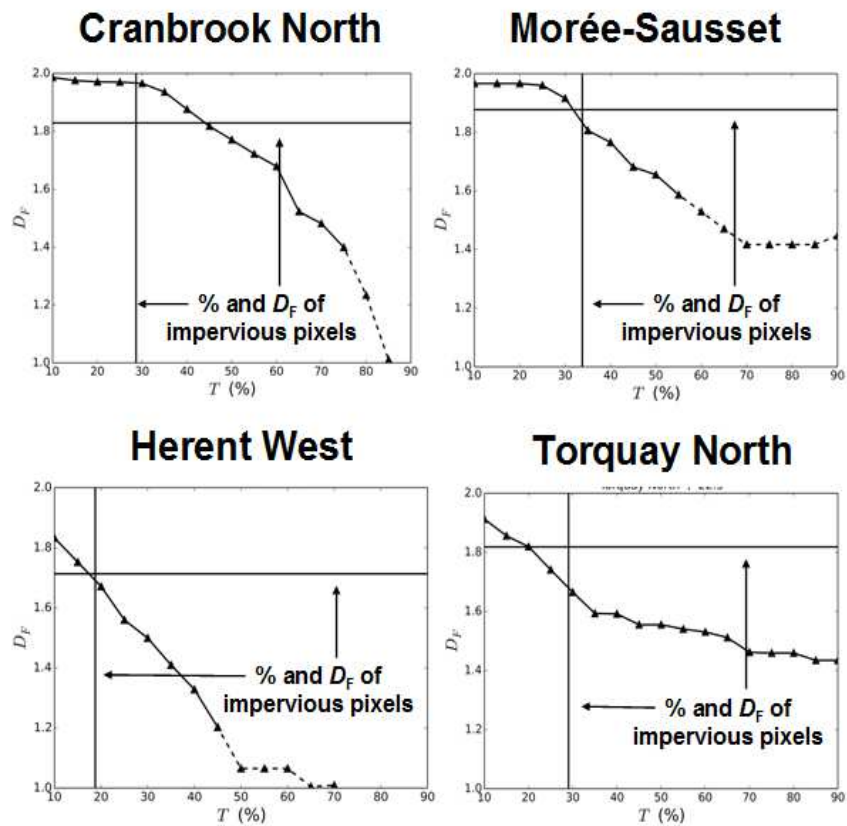 Cranbrook North
Morée-Sausset
2.0
1.8
1.6
1.4
1.2
1.0
D_F
% and D_F of
impervious pixels
10 20 30 40 50 60 70 80 90
T (%)
2.0
1.8
1.6
1.4
1.2
1.0
D_F
% and D_F of
impervious pixels
10 20 30 40 50 60 70 80 90
T (%)
Herent West
Torquay North
2.0
1.8
1.6
1.4
1.2
1.0
D_F
% and D_F of
impervious pixels
10 20 30 40 50 60 70 80 90
T (%)
2.0
1.8
1.6
1.4
1.2
1.0
D_F
% and D_F of
impervious pixels
10 20 30 40 50 60 70 80 90
T (%)